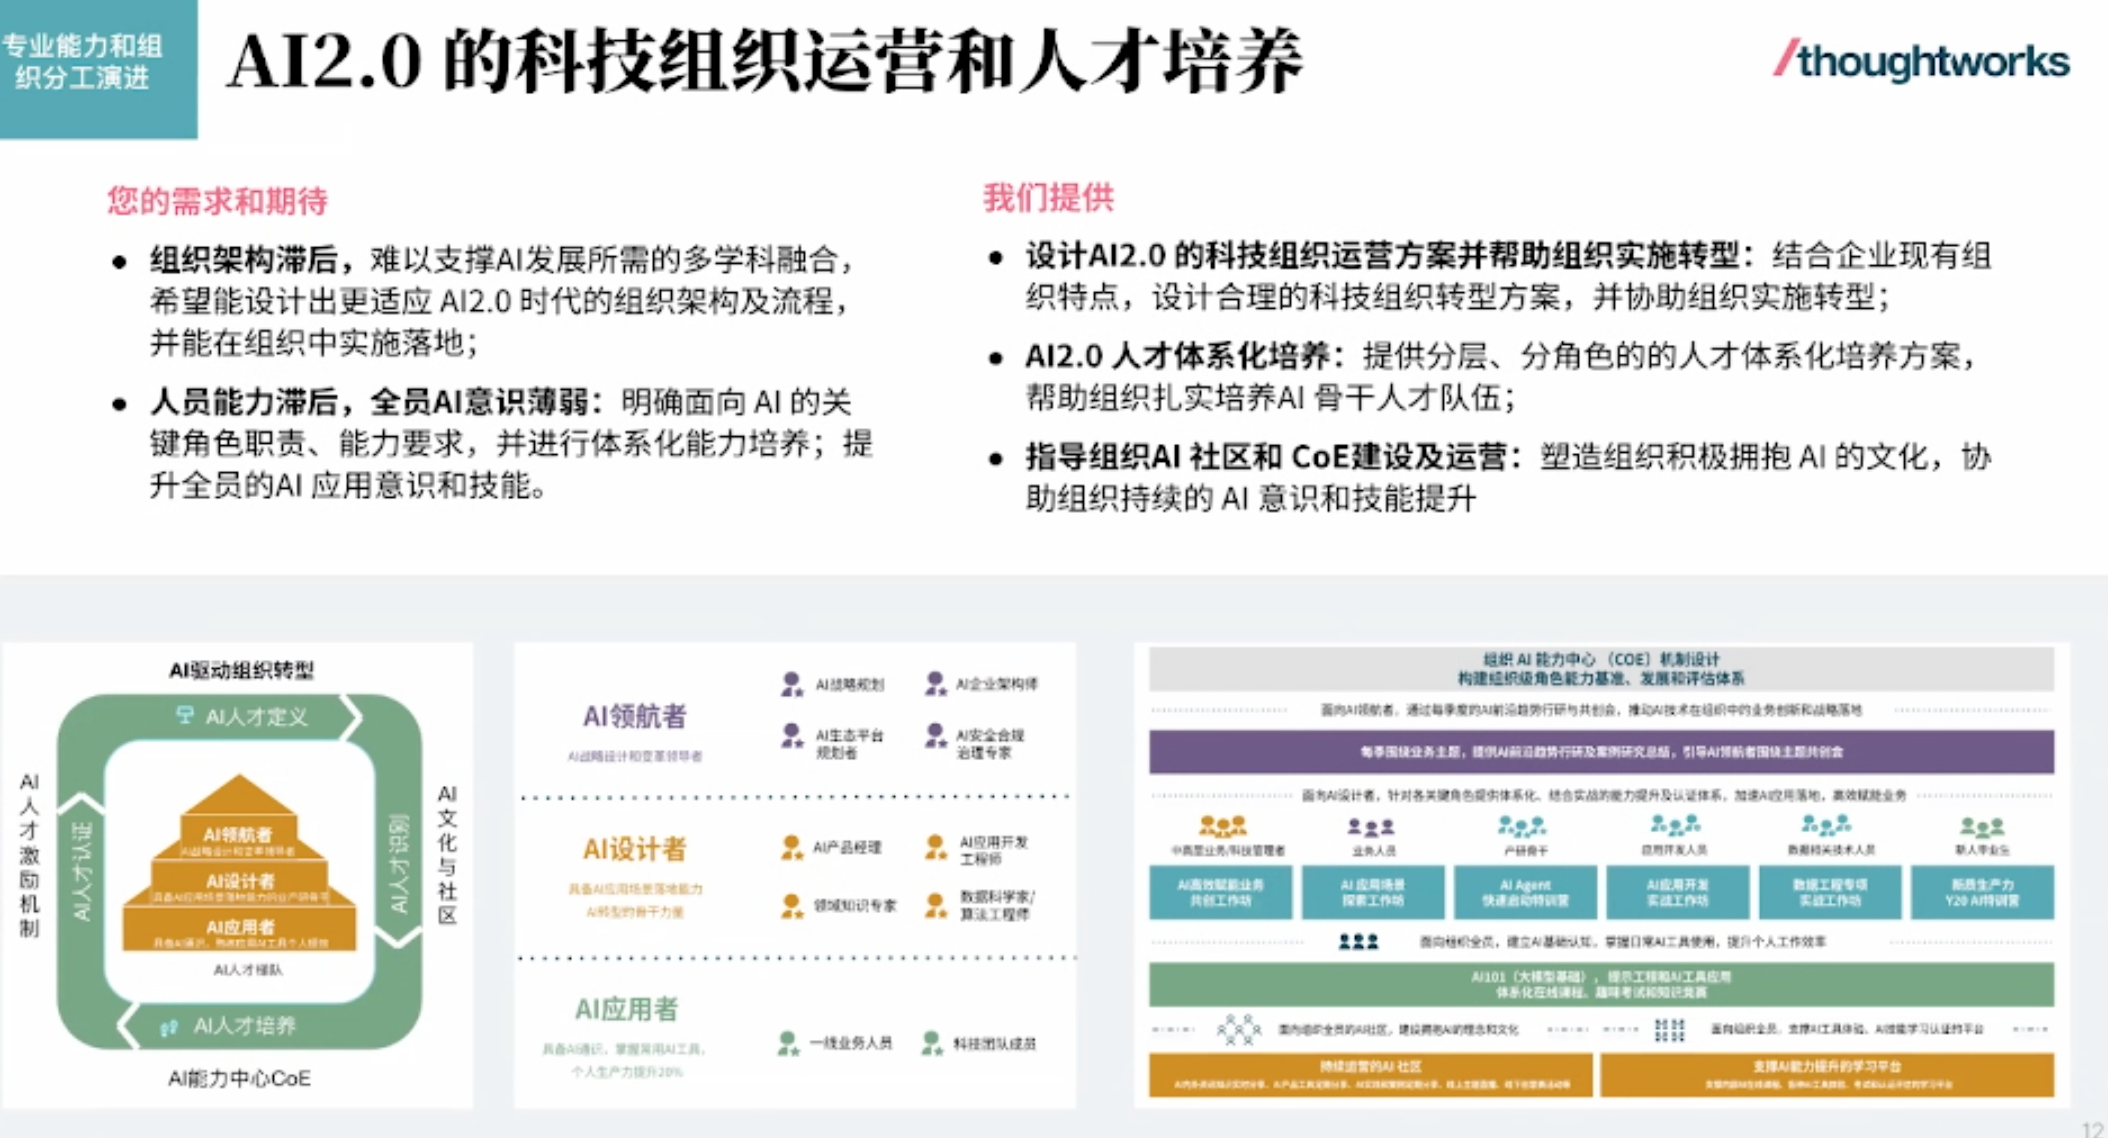 专业能力和组
织分工演进
AI2.0 的科技组织运营和人才培养
/thoughtworks
您的需求和期待
● 组织架构滞后，难以支撑AI发展所需的多学科融合，
希望能设计出更适应 AI2.0 时代的组织架构及流程，
并能在组织中实施落地；
● 人员能力滞后，全员AI意识薄弱：明确面向 AI 的关
键角色职责、能力要求，并进行体系化能力培养；提
升全员的AI 应用意识和技能。
我们提供
● 设计AI2.0 的科技组织运营方案并帮助组织实施转型：结合企业现有组
织特点，设计合理的科技组织转型方案，并协助组织实施转型；
● AI2.0 人才体系化培养：提供分层、分角色的的人才体系化培养方案，
帮助组织扎实培养AI 骨干人才队伍；
● 指导组织AI 社区和 CoE建设及运营：塑造组织积极拥抱 AI 的文化，协
助组织持续的 AI 意识和技能提升
AI驱动组织转型
AI人才定义
AI人才激励机制
AI人才认证
AI领航者
AI战略设计和变革领导者
AI设计者
AI应用者
AI人才梯队
AI人才识别
AI文化与社区
AI人才培养
AI能力中心CoE
AI领航者
AI战略设计和变革领导者
AI战略规划
AI企业架构师
AI生态平台
规划者
AI安全合规
治理专家
AI设计者
具备AI应用场景落地能力
AI转型的骨干力量
AI产品经理
AI应用开发
工程师
领域知识专家
数据科学家/
算法工程师
AI应用者
具备AI通识，掌握常用AI工具，
个人生产力提升20%
一线业务人员
科技团队成员
组织 AI 能力中心 （COE）机制设计
构建组织级角色能力基准、发展和评估体系
面向AI领航者，通过每季度的AI前沿趋势行研与共创会，推动AI技术在组织中的业务创新和战略落地
每季围绕业务主题，提供AI前沿趋势行研及案例研究总结，引导AI领航者围绕主题共创会
面向AI设计者，针对各关键角色提供体系化、结合实战的能力提升及认证体系，加速AI应用落地，高效赋能业务
中高层业务/科技管理者
业务人员
产研骨干
应用开发人员
数据相关技术人员
新人毕业生
AI高效赋能业务
共创工作坊
AI 应用场景
探索工作坊
AI Agent
快速启动特训营
AI应用开发
实战工作坊
数据工程专项
实战工作坊
新质生产力
Y20 AI特训营
面向组织全员，建立AI基础认知，掌握日常AI工具使用，提升个人工作效率
AI101（大模型基础），提示工程和AI工具应用
体系化在线课程、趣味考试和知识竞赛
面向组织全员的AI社区，建设拥抱AI的理念和文化
面向组织全员，支撑AI工具体验、AI技能学习认证的平台
持续运营的AI 社区
支撑AI能力提升的学习平台
12